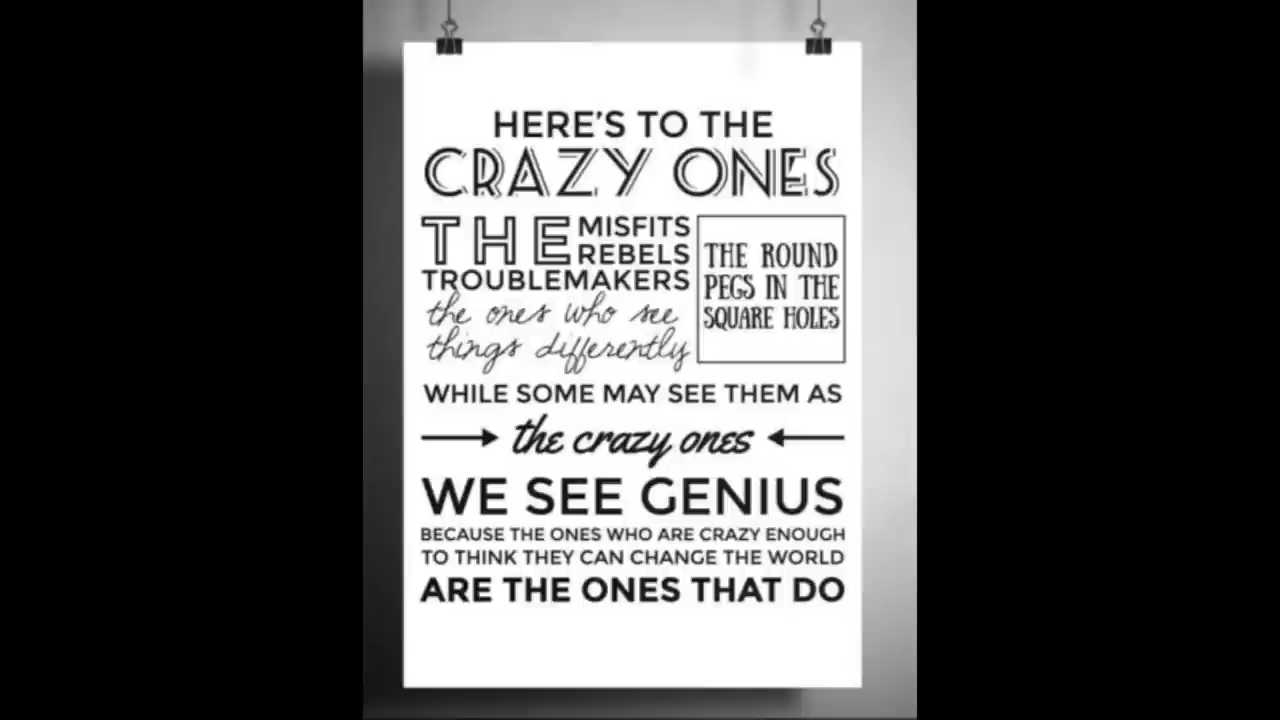 HERE'S TO THE
CRAZY ONES
THE MISFITS
REBELS
TROUBLEMAKERS
the ones who see
things differently
THE ROUND
PEGS IN THE
SQUARE HOLES
WHILE SOME MAY SEE THEM AS
the crazy ones
WE SEE GENIUS
BECAUSE THE ONES WHO ARE CRAZY ENOUGH
TO THINK THEY CAN CHANGE THE WORLD
ARE THE ONES THAT DO